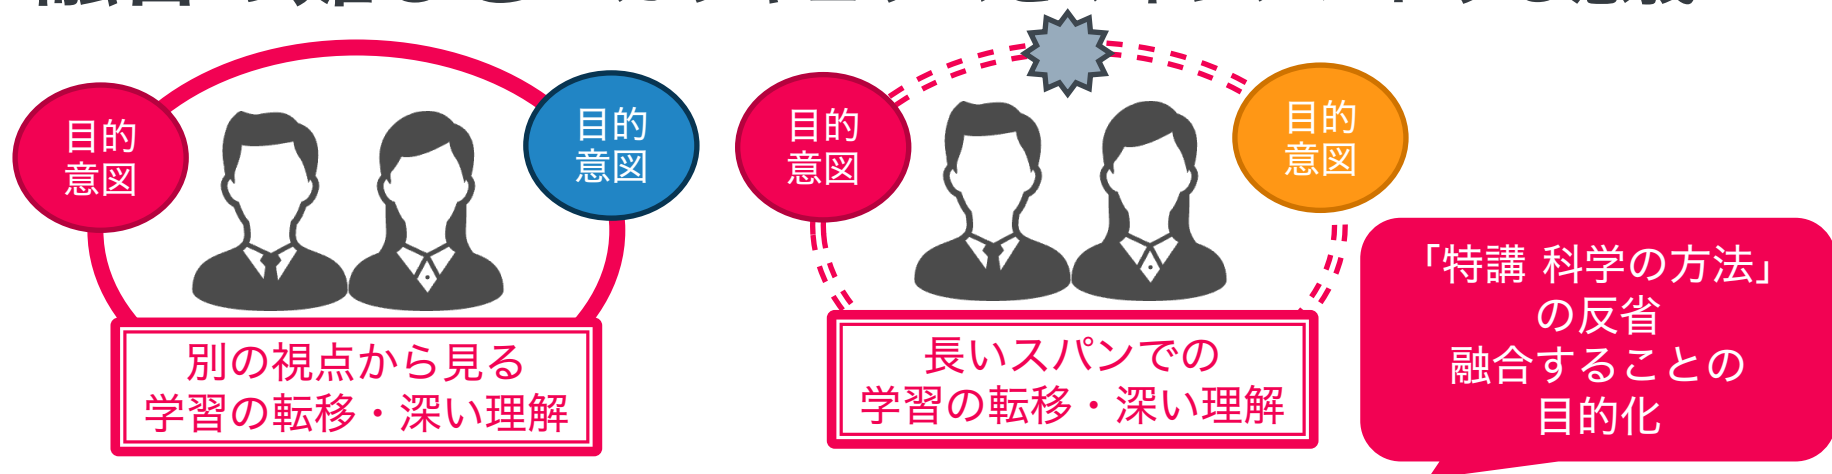 目的
意図
目的
意図
別の視点から見る
学習の転移・深い理解
目的
意図
目的
意図
長いスパンでの
学習の転移・深い理解
「特講 科学の方法」
の反省
融合することの
目的化